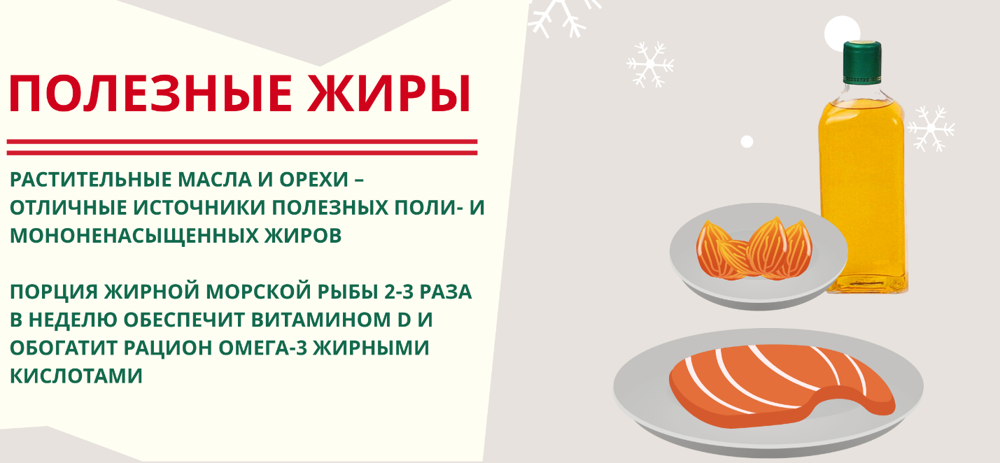 ПОЛЕЗНЫЕ ЖИРЫ
РАСТИТЕЛЬНЫЕ МАСЛА И ОРЕХИ –
ОТЛИЧНЫЕ ИСТОЧНИКИ ПОЛЕЗНЫХ ПОЛИ- И
МОНОНЕНАСЫЩЕННЫХ ЖИРОВ
ПОРЦИЯ ЖИРНОЙ МОРСКОЙ РЫБЫ 2-3 РАЗА
В НЕДЕЛЮ ОБЕСПЕЧИТ ВИТАМИНОМ D И
ОБОГАТИТ РАЦИОН ОМЕГА-3 ЖИРНЫМИ
КИСЛОТАМИ